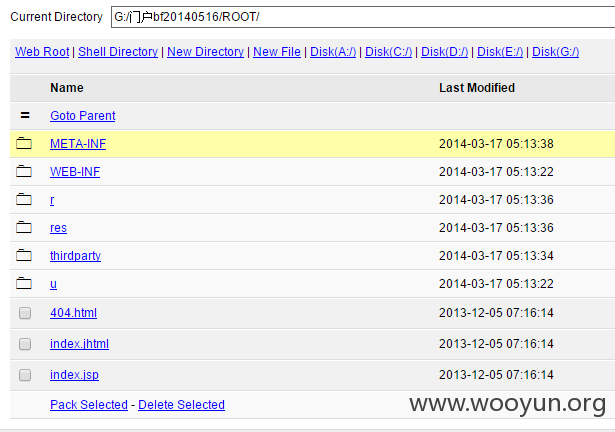 Current Directory G:/门户bf20140516/ROOT/
Web Root | Shell Directory | New Directory | New File | Disk(A:/) | Disk(C:/) | Disk(D:/) | Disk(E:/) | Disk(G:/)
Name Last Modified
= Goto Parent
META-INF 2014-03-17 05:13:38
WEB-INF 2014-03-17 05:13:22
r 2014-03-17 05:13:36
res 2014-03-17 05:13:36
thirdparty 2014-03-17 05:13:34
u 2014-03-17 05:13:22
404.html 2013-12-05 07:16:14
index.jhtml 2013-12-05 07:16:14
index.jsp 2013-12-05 07:16:14
Pack Selected - Delete Selected
www.wooyun.org